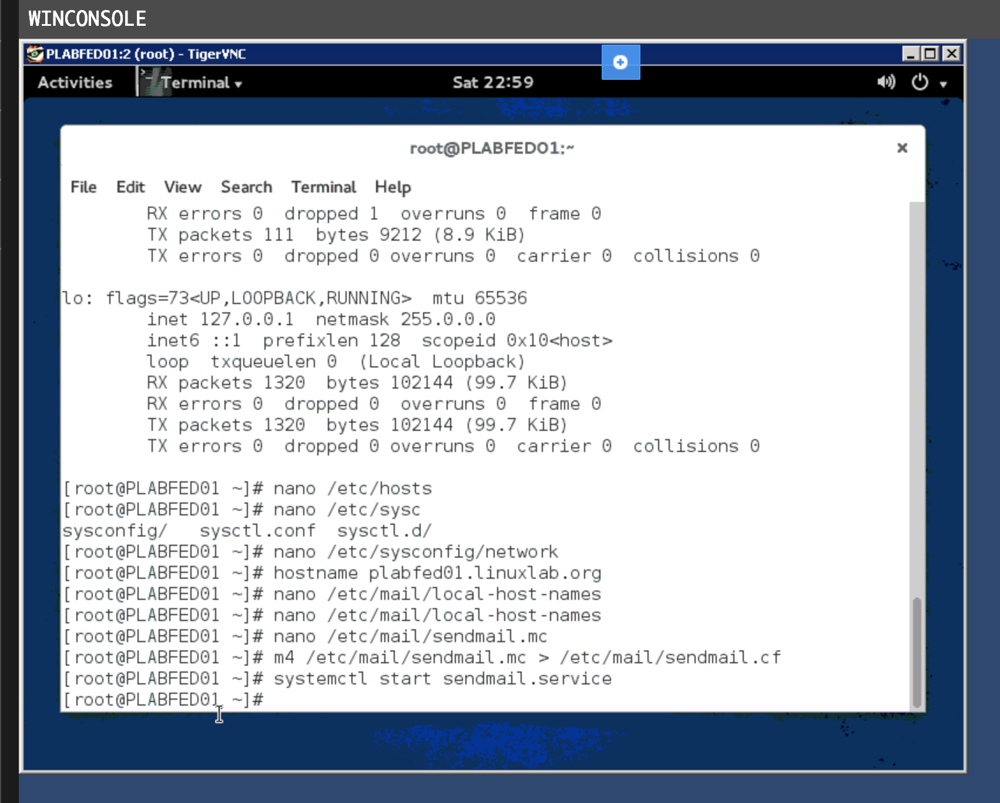 WINCONSOLE
PLABFED01:2 (root) - TigerVNC
Activities Terminal Sat 22:59
root@PLABFED01:~
File Edit View Search Terminal Help
RX errors 0 dropped 1 overruns 0 frame 0
TX packets 111 bytes 9212 (8.9 KiB)
TX errors 0 dropped 0 overruns 0 carrier 0 collisions 0
lo: flags=73<UP,LOOPBACK,RUNNING> mtu 65536
inet 127.0.0.1 netmask 255.0.0.0
inet6 ::1 prefixlen 128 scopeid 0x10<host>
loop txqueuelen 0 (Local Loopback)
RX packets 1320 bytes 102144 (99.7 KiB)
RX errors 0 dropped 0 overruns 0 frame 0
TX packets 1320 bytes 102144 (99.7 KiB)
TX errors 0 dropped 0 overruns 0 carrier 0 collisions 0
[root@PLABFED01 ~]# nano /etc/hosts
[root@PLABFED01 ~]# nano /etc/sysc
sysconfig/ sysctl.conf sysctl.d/
[root@PLABFED01 ~]# nano /etc/sysconfig/network
[root@PLABFED01 ~]# hostname plabfed01.linuxlab.org
[root@PLABFED01 ~]# nano /etc/mail/local-host-names
[root@PLABFED01 ~]# nano /etc/mail/local-host-names
[root@PLABFED01 ~]# nano /etc/mail/sendmail.mc
[root@PLABFED01 ~]# m4 /etc/mail/sendmail.mc > /etc/mail/sendmail.cf
[root@PLABFED01 ~]# systemctl start sendmail.service
[root@PLABFED01 ~]#